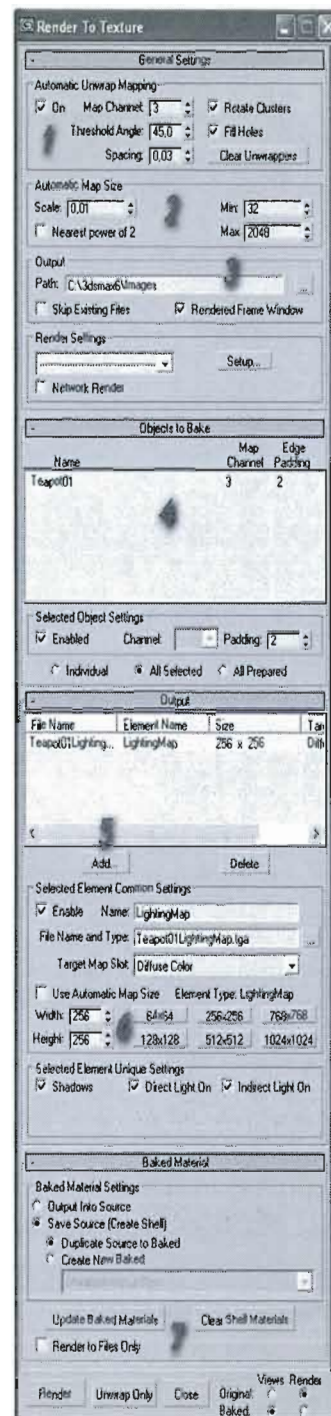 Render To Texture
- General Settings
Automatic Unwrap Mapping
On Map Channel: 3 Rotate Clusters
1 Threshold Angle: 45,0 Fill Holes
Spacing: 0,03 Clear Unwrappers
Automatic Map Size
Scale: 0,01 2 Min: 32
Nearest power of 2 Max: 2048
Output 3
Path: C:\3dsmax6\Images ...
Skip Existing Files Rendered Frame Window
Render Settings
Setup...
Network Render
- Objects to Bake
Name Map Channel Edge Padding
Teapot01 3 2
4
Selected Object Settings
Enabled Channel: Padding: 2
Individual All Selected All Prepared
- Output
File Name Element Name Size Tar
Teapot01Lighting... LightingMap 256 x 256 Diff
5
Add... Delete
Selected Element Common Settings
Enable Name: LightingMap
File Name and Type: Teapot01LightingMap.tga ...
Target Map Slot: Diffuse Color
Use Automatic Map Size Element Type: LightingMap
Width: 256 64x64 256x256 768x768
6
Height: 256 128x128 512x512 1024x1024
Selected Element Unique Settings
Shadows Direct Light On Indirect Light On
- Baked Material
Baked Material Settings
Output Into Source
Save Source (Create Shell)
Duplicate Source to Baked
Create New Baked
Update Baked Materials 7 Clear Shell Materials
Render to Files Only
Views Render
Render Unwrap Only Close Original:
Baked: